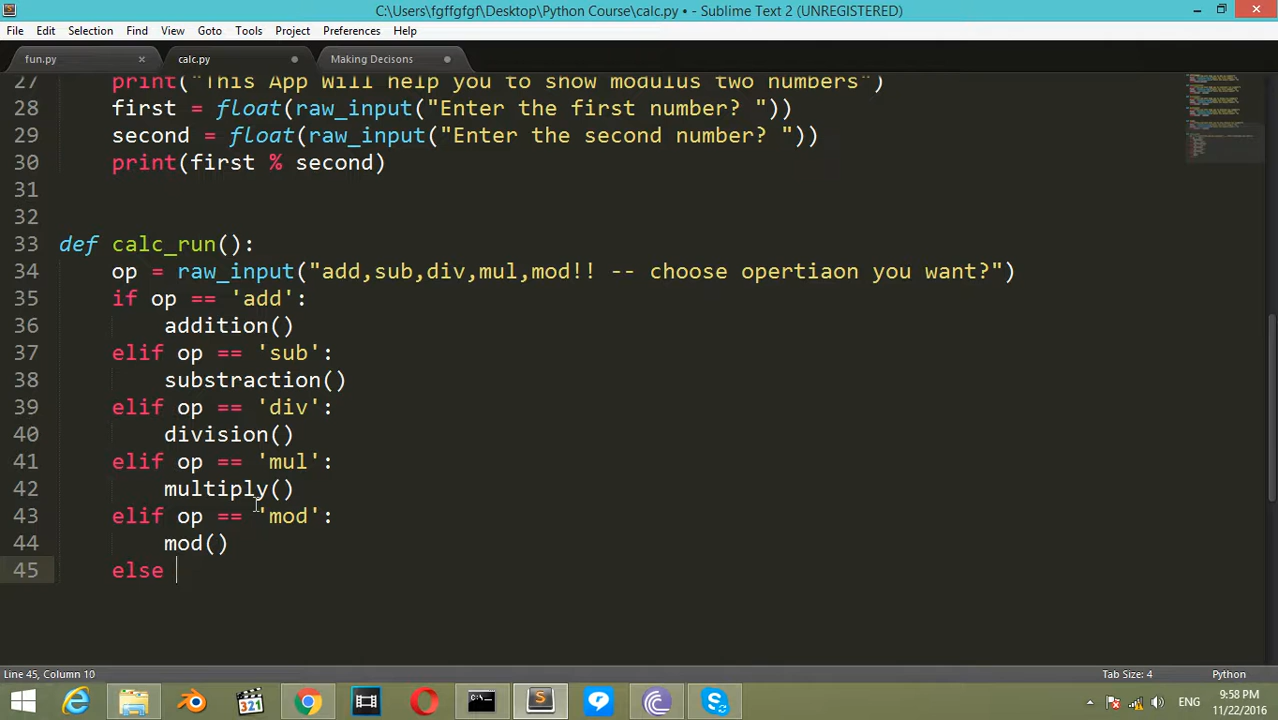 C:\Users\fgffgfgf\Desktop\Python Course\calc.py • - Sublime Text 2 (UNREGISTERED)
File Edit Selection Find View Goto Tools Project Preferences Help
fun.py calc.py Making Decisons
27 print("This App Will help you to show modulus two numbers")
28 first = float(raw_input("Enter the first number? "))
29 second = float(raw_input("Enter the second number? "))
30 print(first % second)
31
32
33 def calc_run():
34 op = raw_input("add,sub,div,mul,mod!! -- choose opertiaon you want?")
35 if op == 'add':
36 addition()
37 elif op == 'sub':
38 substraction()
39 elif op == 'div':
40 division()
41 elif op == 'mul':
42 multiply()
43 elif op == 'mod':
44 mod()
45 else
Line 45, Column 10 Tab Size: 4 Python
321 ENG 9:58 PM
11/22/2016